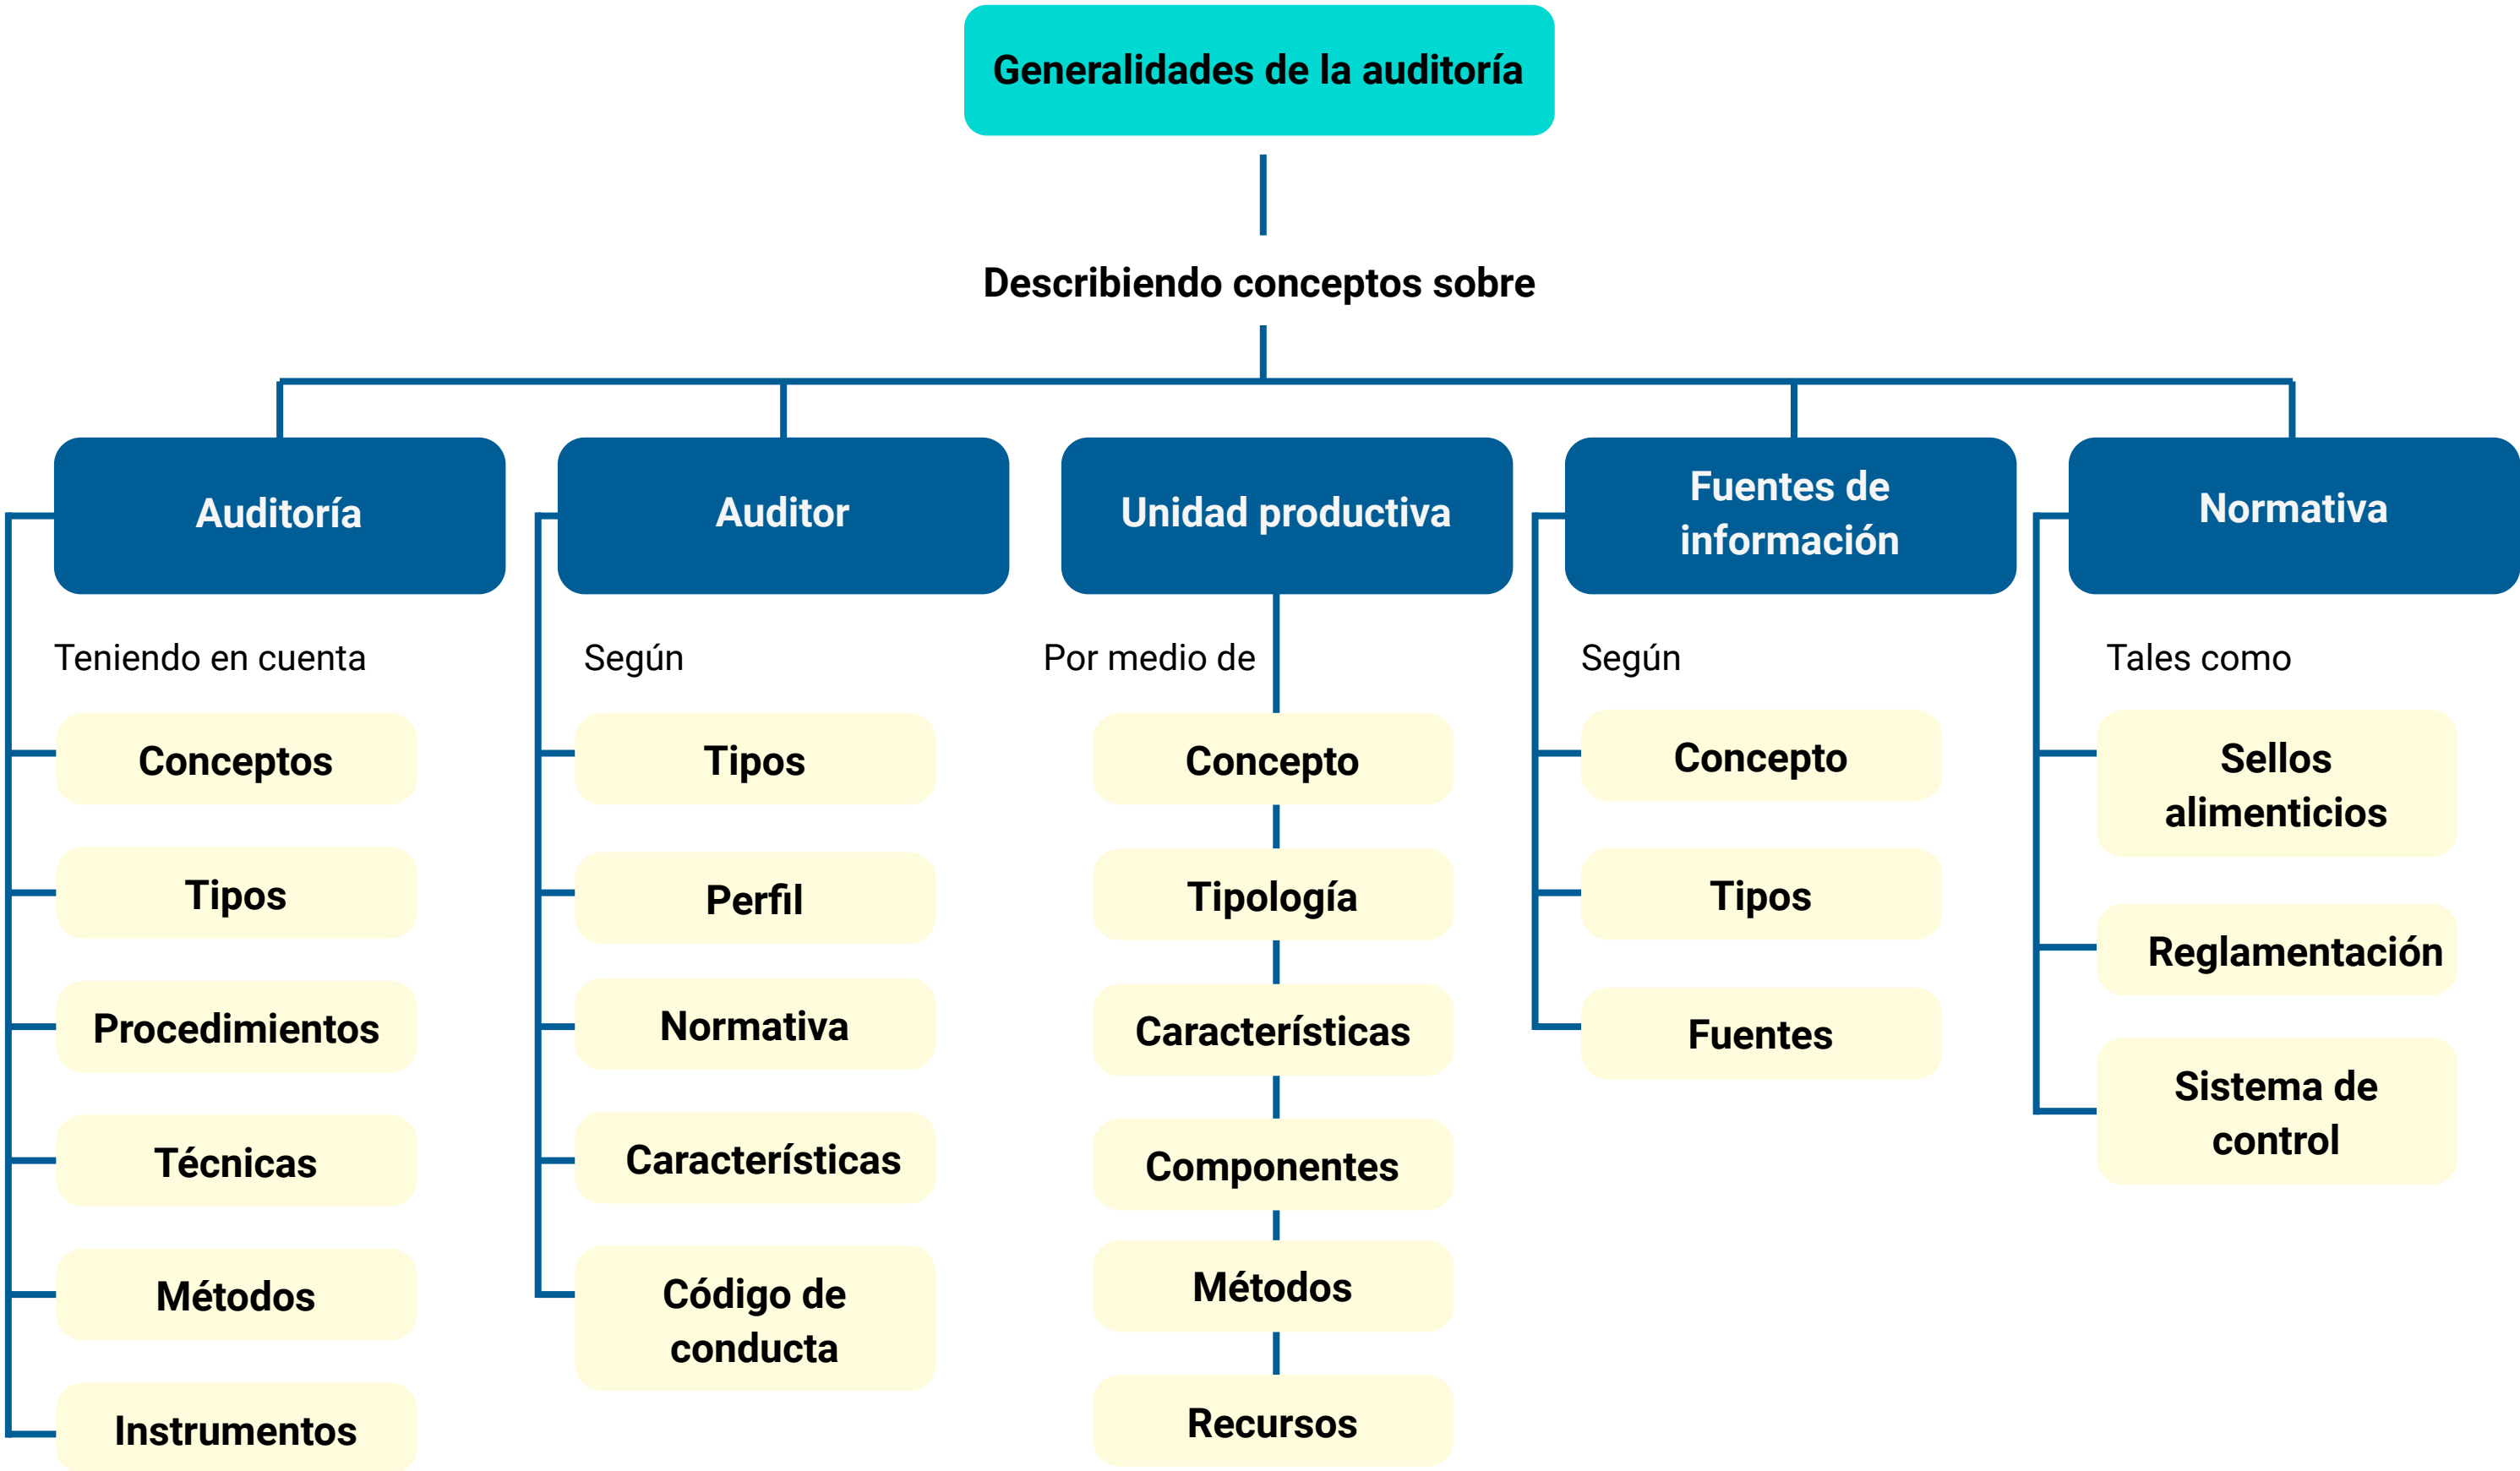 Generalidades de la auditoría
Describiendo conceptos sobre
Auditoría
Teniendo en cuenta
Conceptos
Tipos
Procedimientos
Técnicas
Métodos
Instrumentos
Auditor
Según
Tipos
Perfil
Normativa
Características
Código de
conducta
Unidad productiva
Por medio de
Concepto
Tipología
Características
Componentes
Métodos
Recursos
Fuentes de
información
Según
Concepto
Tipos
Fuentes
Normativa
Tales como
Sellos
alimenticios
Reglamentación
Sistema de
control